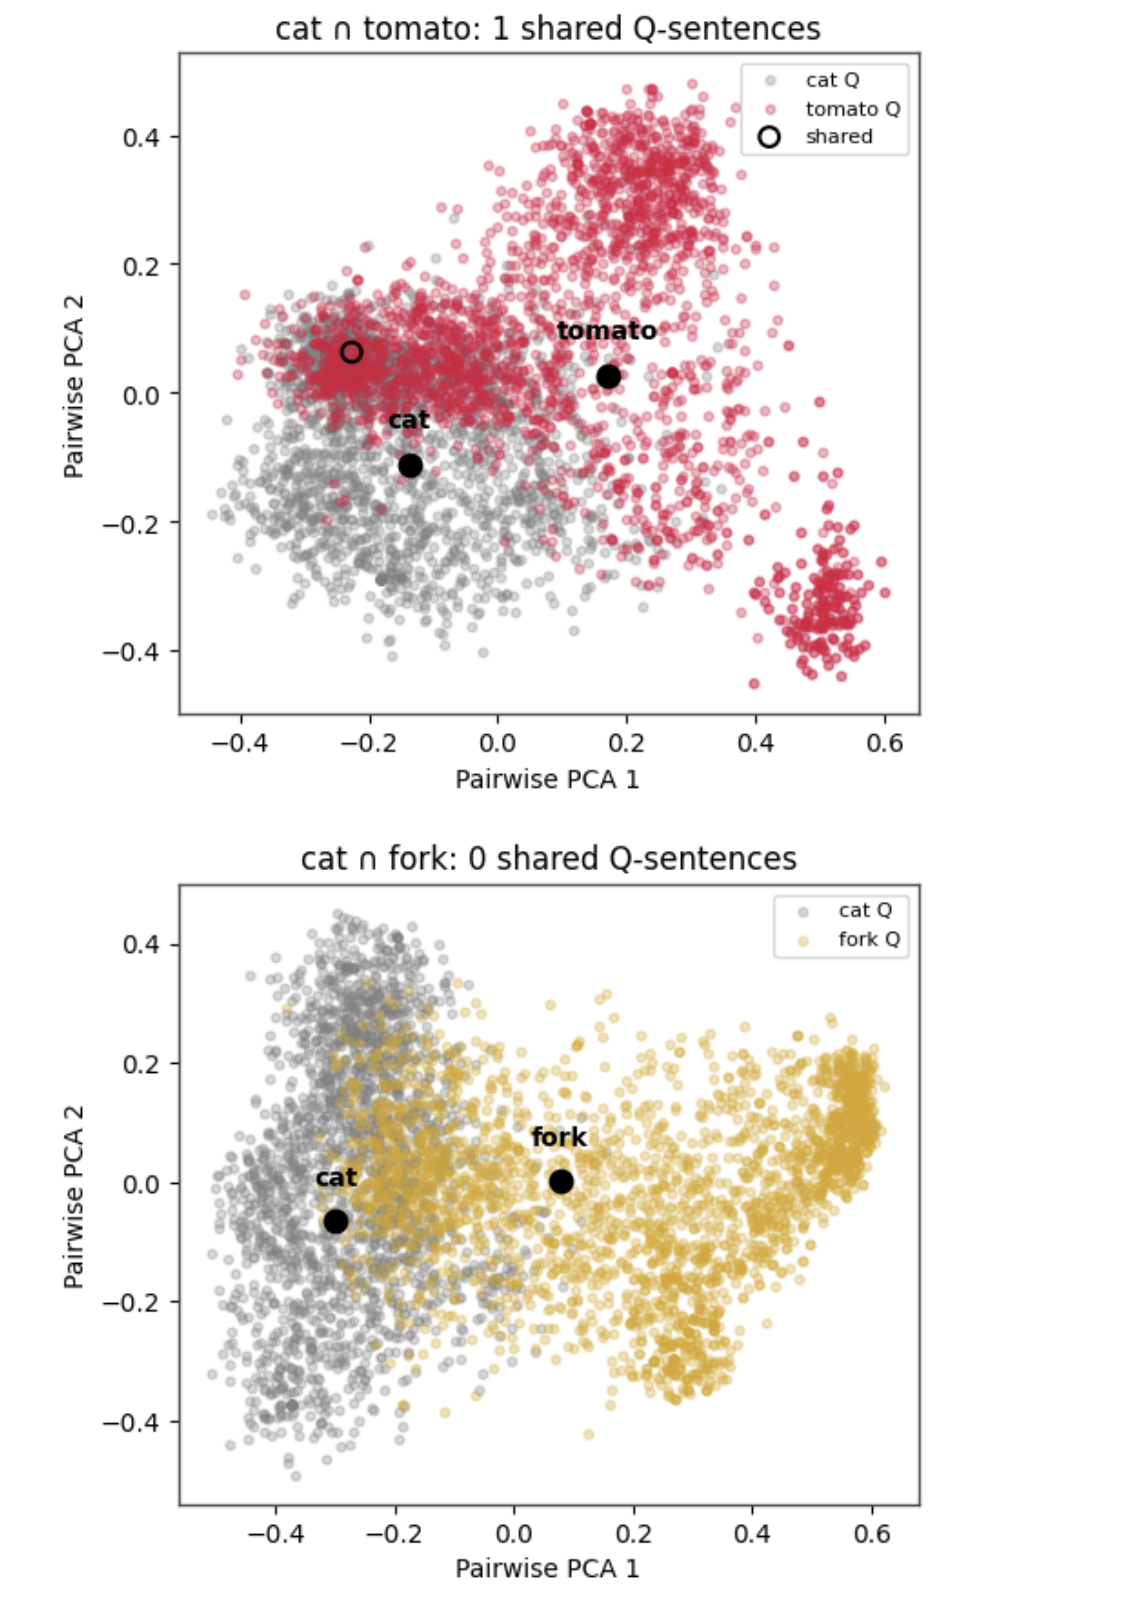 cat ∩ tomato: 1 shared Q-sentences
cat Q
tomato Q
shared
0.4
0.2
0.0
−0.2
−0.4
Pairwise PCA 2
tomato
cat
−0.4
−0.2
0.0
0.2
0.4
0.6
Pairwise PCA 1
cat ∩ fork: 0 shared Q-sentences
cat Q
fork Q
0.4
0.2
0.0
−0.2
−0.4
Pairwise PCA 2
fork
cat
−0.4
−0.2
0.0
0.2
0.4
0.6
Pairwise PCA 1